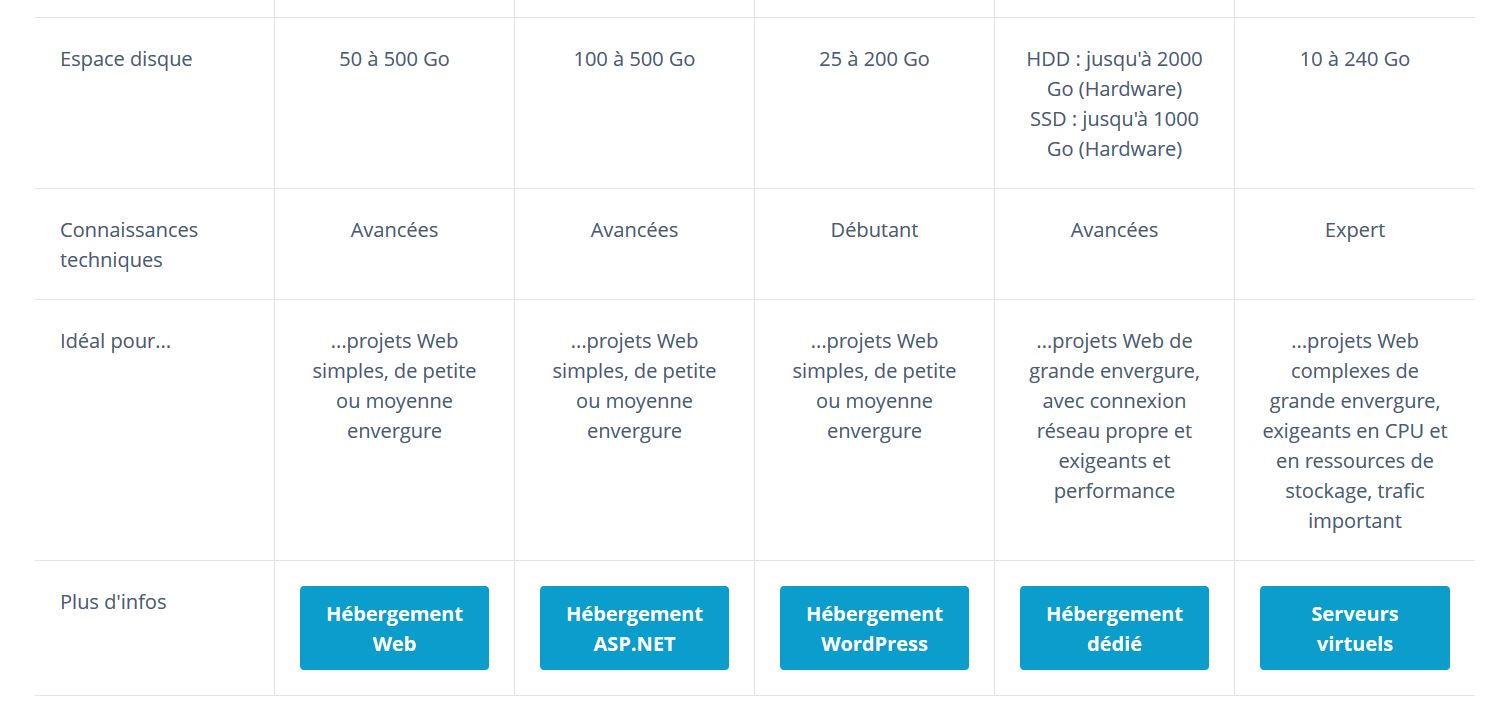 Espace disque
50 à 500 Go
100 à 500 Go
25 à 200 Go
HDD : jusqu'à 2000
Go (Hardware)
SSD : jusqu'à 1000
Go (Hardware)
10 à 240 Go
Connaissances
techniques
Avancées
Avancées
Débutant
Avancées
Expert
Idéal pour...
...projets Web
simples, de petite
ou moyenne
envergure
...projets Web
simples, de petite
ou moyenne
envergure
...projets Web
simples, de petite
ou moyenne
envergure
...projets Web de
grande envergure,
avec connexion
réseau propre et
exigeants et
performance
...projets Web
complexes de
grande envergure,
exigeants en CPU et
en ressources de
stockage, trafic
important
Plus d'infos
Hébergement
Web
Hébergement
ASP.NET
Hébergement
WordPress
Hébergement
dédié
Serveurs
virtuels